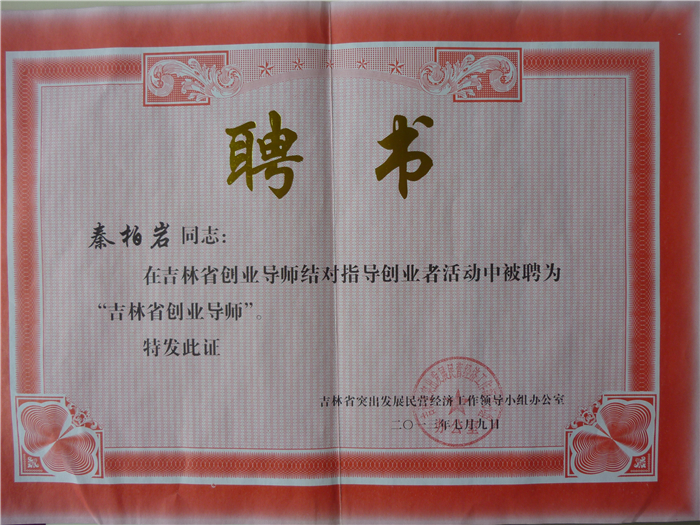 聘书
秦柏岩同志:
在吉林省创业导师结对指导创业者活动中被聘为
“吉林省创业导师”。
特发此证
吉林省突出发展民营经济工作领导小组办公室
二〇一三年七月九日